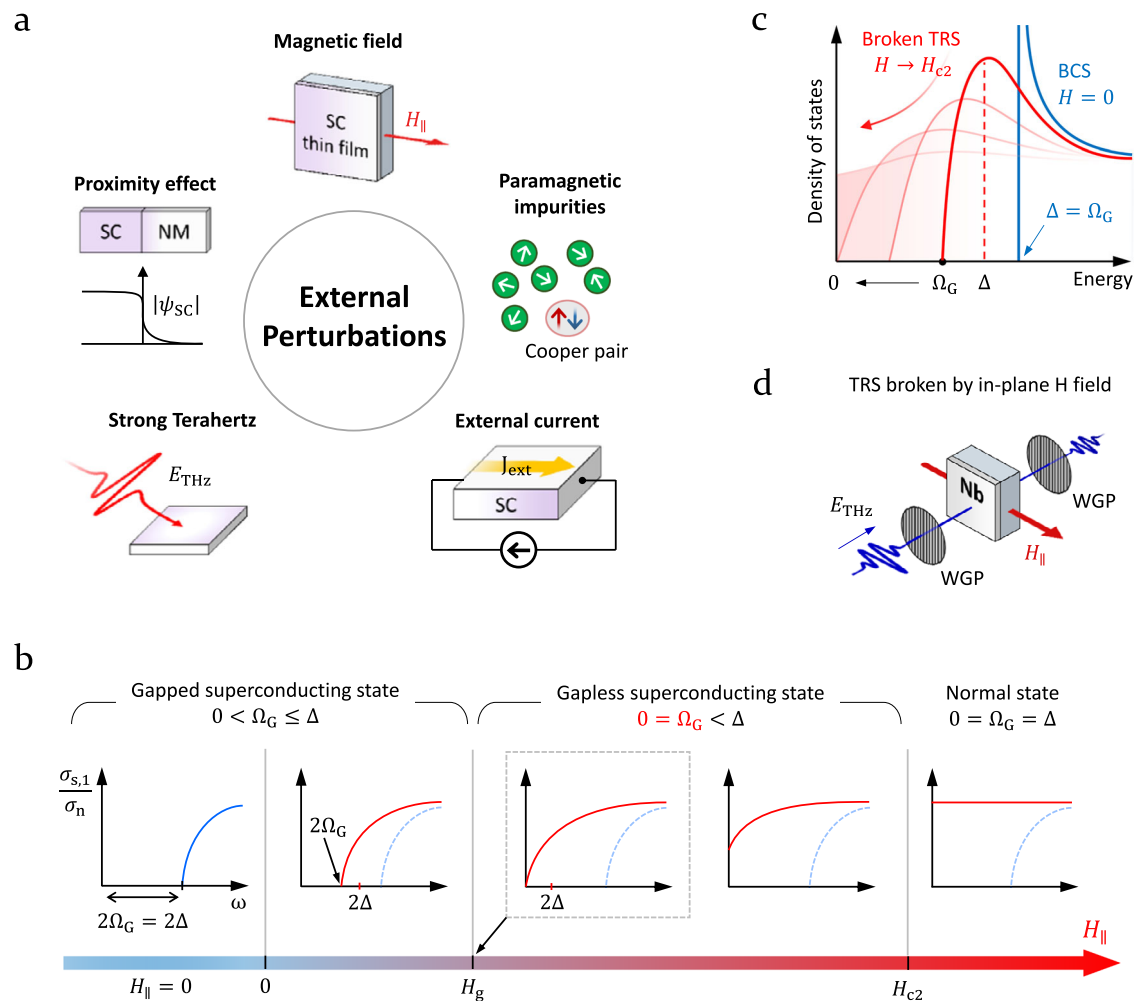 a
Magnetic field
SC
thin film
H∥
Proximity effect
SC
NM
|ψSC|
Paramagnetic
impurities
Cooper pair
External
Perturbations
Strong Terahertz
ETHz
External current
Jext
SC
c
Broken TRS
H → Hc2
BCS
H = 0
Density of states
Δ = ΩG
0
ΩG
Δ
Energy
d
TRS broken by in-plane H field
Nb
WGP
ETHz
H∥
WGP
b
Gapped superconducting state
0 < ΩG ≤ Δ
Gapless superconducting state
0 = ΩG < Δ
Normal state
0 = ΩG = Δ
σs,1
σn
2ΩG
2Δ
2Δ
ω
2ΩG = 2Δ
H∥
H∥ = 0
0
Hg
Hc2